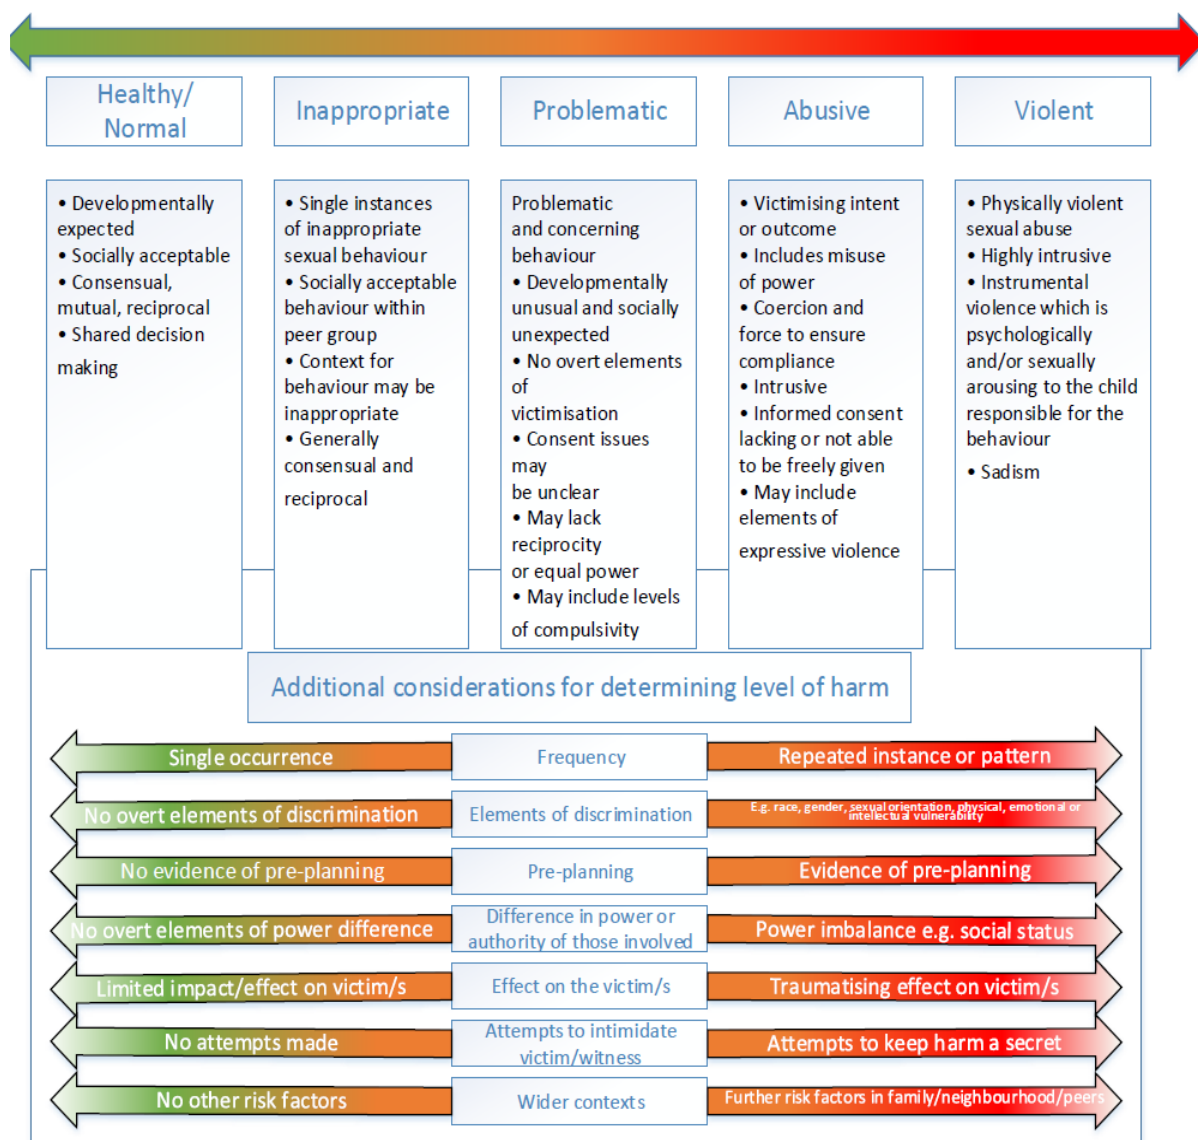 Healthy/
Normal
Inappropriate
Problematic
Abusive
Violent
• Developmentally
expected
• Socially acceptable
• Consensual,
mutual, reciprocal
• Shared decision
making
• Single instances
of inappropriate
sexual behaviour
• Socially acceptable
behaviour within
peer group
• Context for
behaviour may be
inappropriate
• Generally
consensual and
reciprocal
Problematic
and concerning
behaviour
• Developmentally
unusual and socially
unexpected
• No overt elements
of
victimisation
• Consent issues
may
be unclear
• May lack
reciprocity
or equal power
• May include levels
of compulsivity
• Victimising intent
or outcome
• Includes misuse
of power
• Coercion and
force to ensure
compliance
• Intrusive
• Informed consent
lacking or not able
to be freely given
• May include
elements of
expressive violence
• Physically violent
sexual abuse
• Highly intrusive
• Instrumental
violence which is
psychologically
and/or sexually
arousing to the child
responsible for the
behaviour
• Sadism
Additional considerations for determining level of harm
Single occurrence
Frequency
Repeated instance or pattern
No overt elements of discrimination
Elements of discrimination
E.g. race, gender, sexual orientation, physical, emotional or
intellectual vulnerability
No evidence of pre-planning
Pre-planning
Evidence of pre-planning
No overt elements of power difference
Difference in power or
authority of those involved
Power imbalance e.g. social status
Limited impact/effect on victim/s
Effect on the victim/s
Traumatising effect on victim/s
No attempts made
Attempts to intimidate
victim/witness
Attempts to keep harm a secret
No other risk factors
Wider contexts
Further risk factors in family/neighbourhood/peers